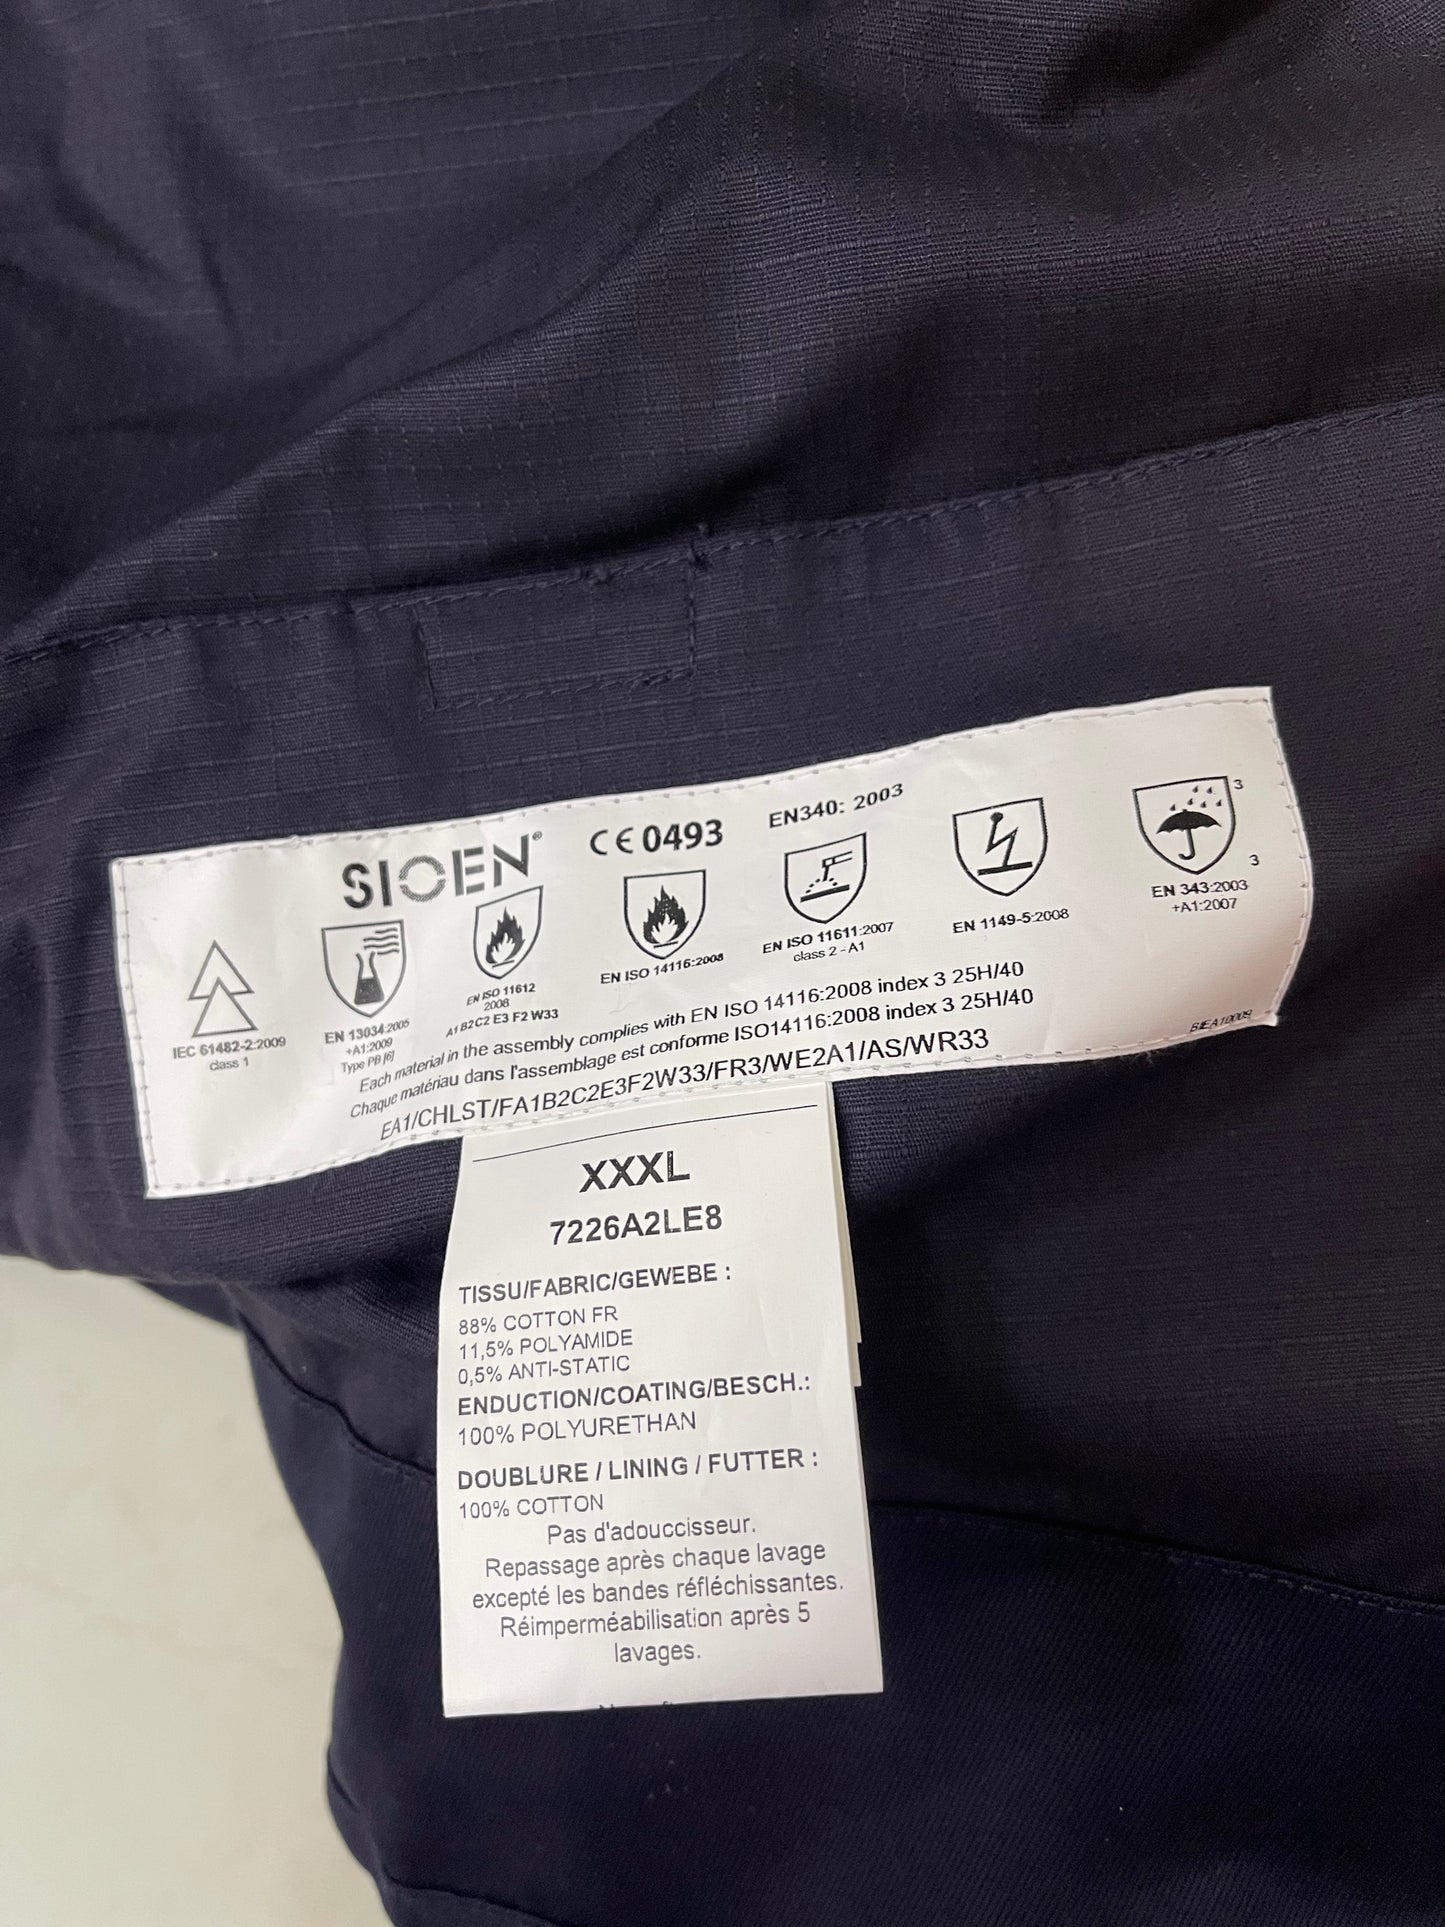 SIOEN®
CE 0493
EN340: 2003
3
3
IEC 61482-2:2009
class 1
EN 13034:2005
+A1:2009
Type PB [6]
EN ISO 11612
2008
A1 B2C2 E3 F2 W33
EN ISO 14116:2008
EN ISO 11611:2007
class 2 - A1
EN 1149-5:2008
EN 343:2003
+A1:2007
Each material in the assembly complies with EN ISO 14116:2008 index 3 25H/40
Chaque matériau dans l'assemblage est conforme ISO14116:2008 index 3 25H/40
EA1/CHLST/FA1B2C2E3F2W33/FR3/WE2A1/AS/WR33
XXXL
7226A2LE8
TISSU/FABRIC/GEWEBE :
88% COTTON FR
11,5% POLYAMIDE
0,5% ANTI-STATIC
ENDUCTION/COATING/BESCH.:
100% POLYURETHAN
DOUBLURE / LINING / FUTTER :
100% COTTON
Pas d'adouccisseur.
Repassage après chaque lavage
excepté les bandes réfléchissantes.
Réimperméabilisation après 5
lavages.